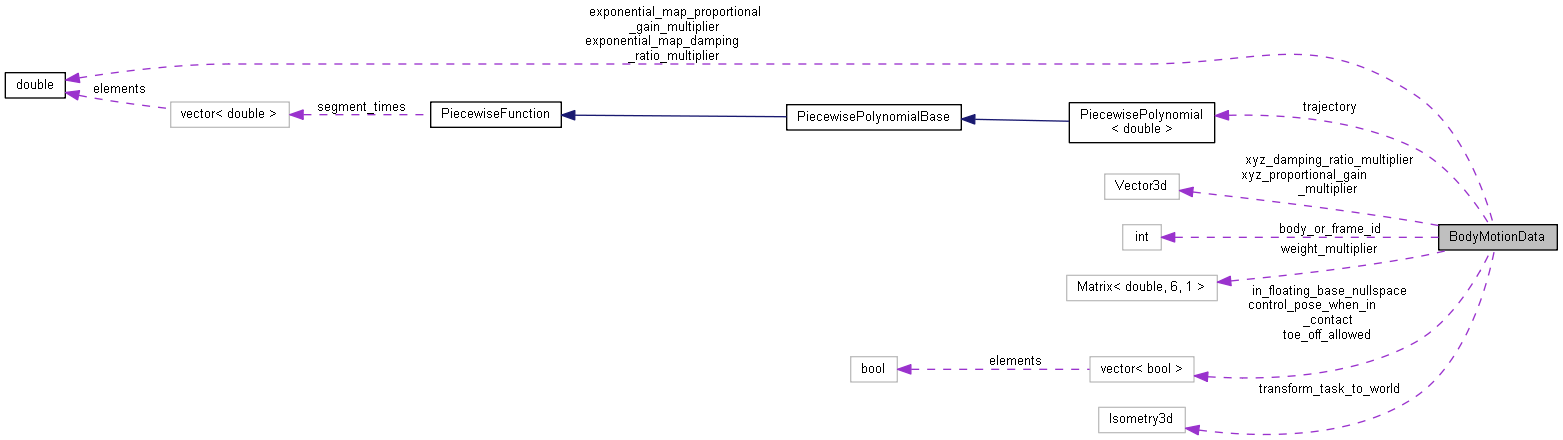 exponential_map_proportional
_gain_multiplier
exponential_map_damping
_ratio_multiplier
double
elements
vector< double >
segment_times
PiecewiseFunction
PiecewisePolynomialBase
PiecewisePolynomial
< double >
trajectory
xyz_damping_ratio_multiplier
xyz_proportional_gain
_multiplier
Vector3d
body_or_frame_id
int
BodyMotionData
weight_multiplier
Matrix< double, 6, 1 >
in_floating_base_nullspace
control_pose_when_in
_contact
toe_off_allowed
bool
elements
vector< bool >
transform_task_to_world
Isometry3d